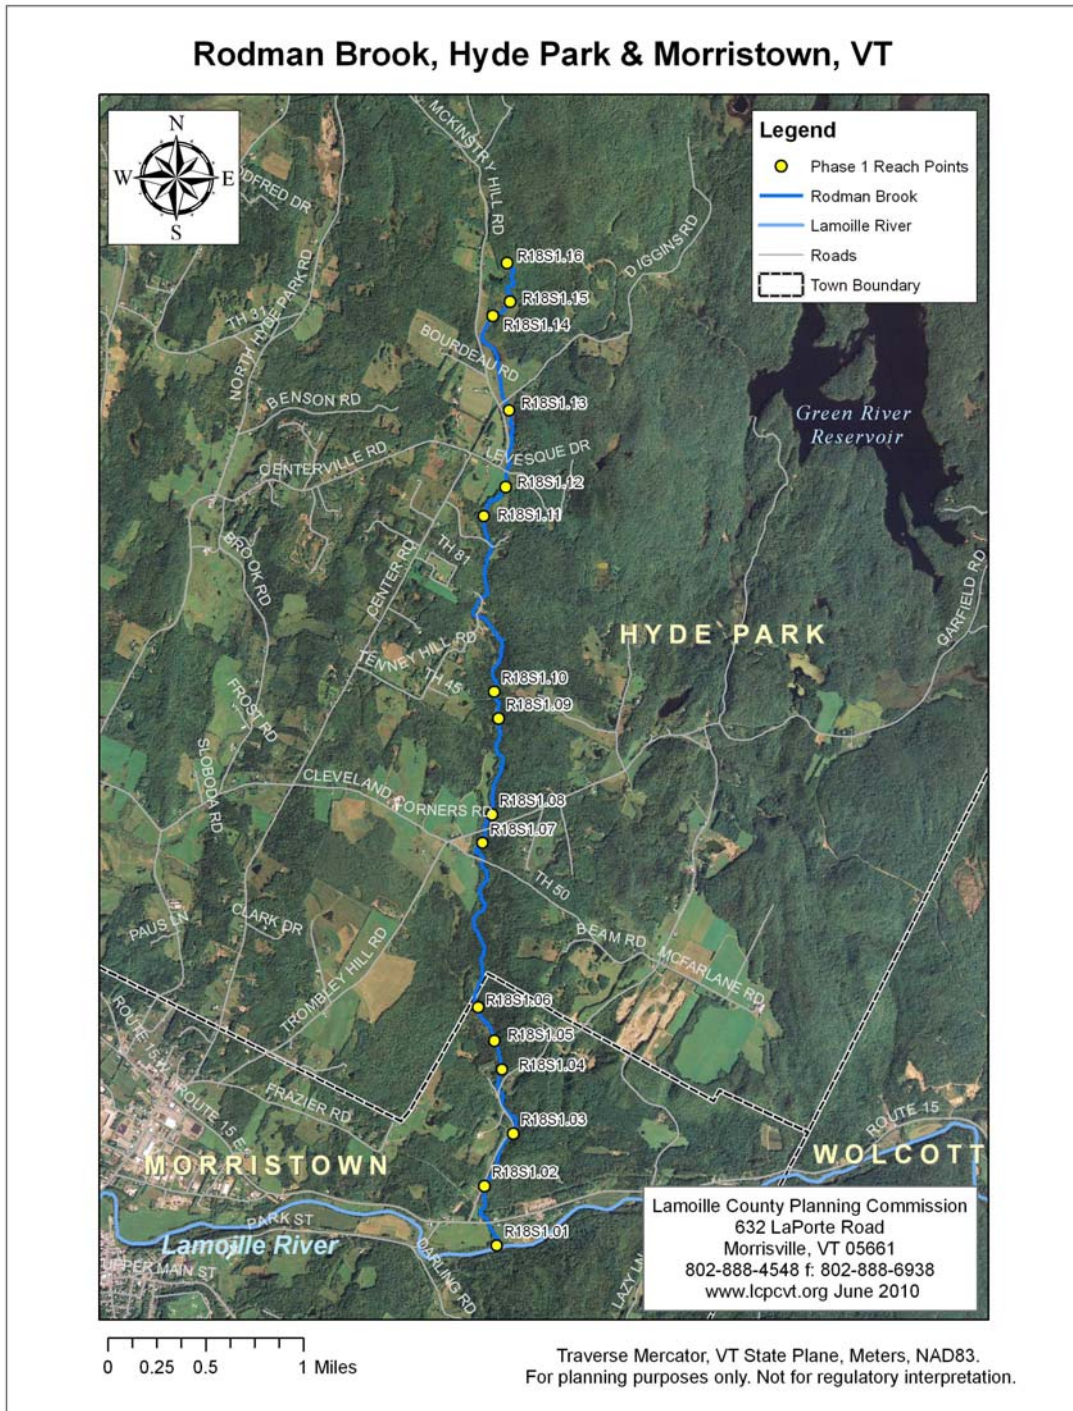 Rodman Brook, Hyde Park & Morristown, VT
N
W E
S
Legend
Phase 1 Reach Points
Rodman Brook
Lamoille River
Roads
Town Boundary
MCKINSTRY HILL RD
DFRED DR
NORTH HYDE PARK RD
TH 31
DIGGINS RD
R18S1.16
R18S1.15
R18S1.14
BOURDEAU RD
R18S1.13
Green River
Reservoir
BENSON RD
CENTERVILLE RD
LEVESQUE DR
R18S1.12
R18S1.11
BROOK RD
TH 81
CENTER RD
GARFIELD RD
HYDE PARK
TENNEY HILL RD
TH 45
R18S1.10
R18S1.09
FROST RD
SLOBODA RD
CLEVELAND CORNERS RD
R18S1.08
R18S1.07
TH 50
CLARK DR
PAUS LN
BEAM RD
MCFARLANE RD
TROMBLEY HILL RD
R18S1.06
R18S1.05
R18S1.04
ROUTE 15 W
ROUTE 15 E
FRAZIER RD
R18S1.03
ROUTE 15
MORRISTOWN
WOLCOTT
R18S1.02
R18S1.01
PARK ST
Lamoille River
DARLING RD
UPPER MAIN ST
LAZY LN
Lamoille County Planning Commission
632 LaPorte Road
Morrisville, VT 05661
802-888-4548 f: 802-888-6938
www.lcpcvt.org June 2010
0 0.25 0.5 1 Miles
Traverse Mercator, VT State Plane, Meters, NAD83.
For planning purposes only. Not for regulatory interpretation.